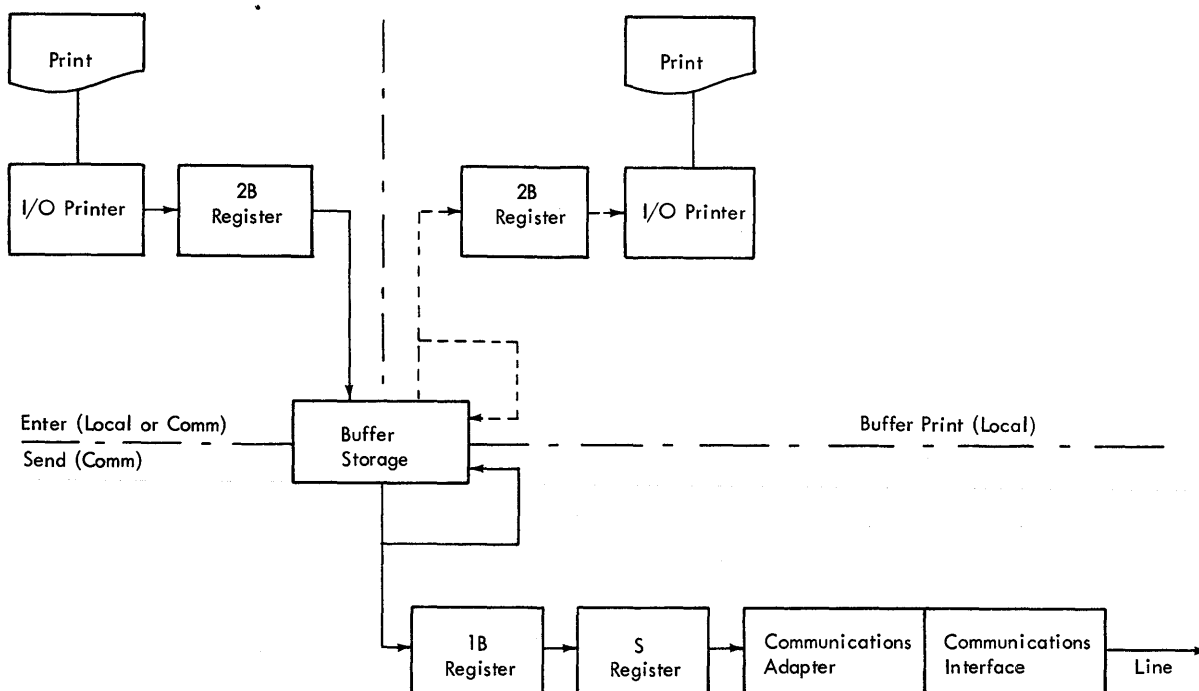 Print
Print
I/O Printer
2B
Register
2B
Register
I/O Printer
Enter (Local or Comm)
Send (Comm)
Buffer
Storage
Buffer Print (Local)
1B
Register
S
Register
Communications
Adapter
Communications
Interface
Line